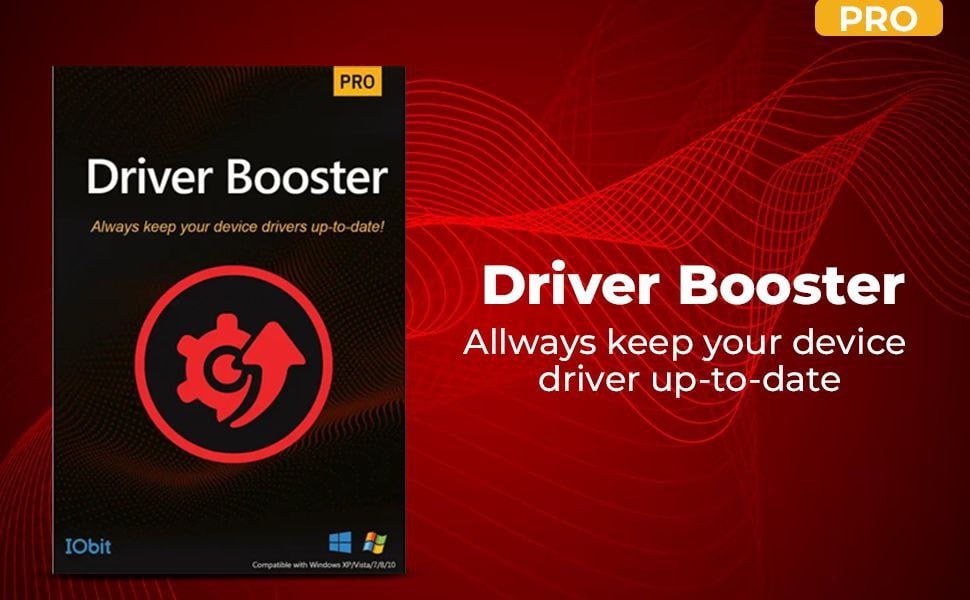 PRO
PRO
Driver Booster
Always keep your device drivers up-to-date!
IObit
Compatible with Windows XP/Vista/7/8/10
Driver Booster
Allways keep your device
driver up-to-date